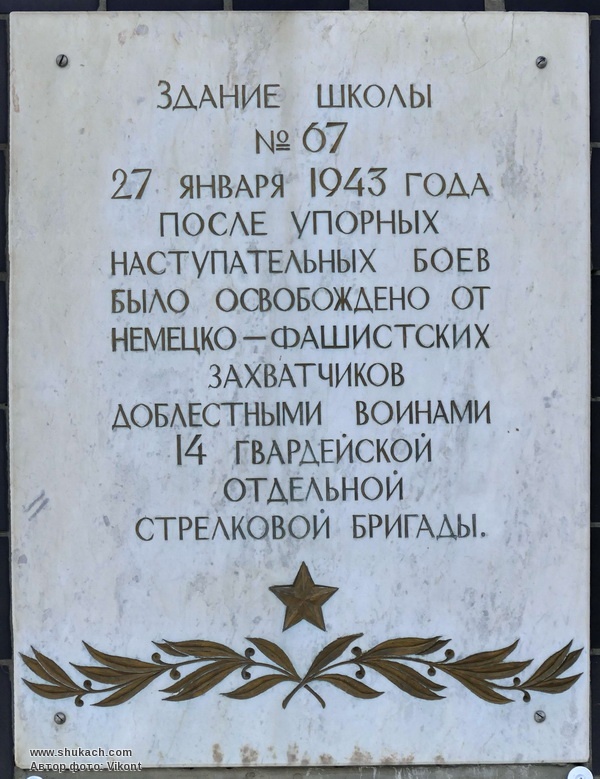 ЗДАНИЕ ШКОЛЫ
№ 67
27 ЯНВАРЯ 1943 ГОДА
ПОСЛЕ УПОРНЫХ
НАСТУПАТЕЛЬНЫХ БОЕВ
БЫЛО ОСВОБОЖДЕНО ОТ
НЕМЕЦКО—ФАШИСТСКИХ
ЗАХВАТЧИКОВ
ДОБЛЕСТНЫМИ ВОИНАМИ
14 ГВАРДЕЙСКОЙ
ОТДЕЛЬНОЙ
СТРЕЛКОВОЙ БРИГАДЫ.
www.shukach.com
Автор фото: Vikont